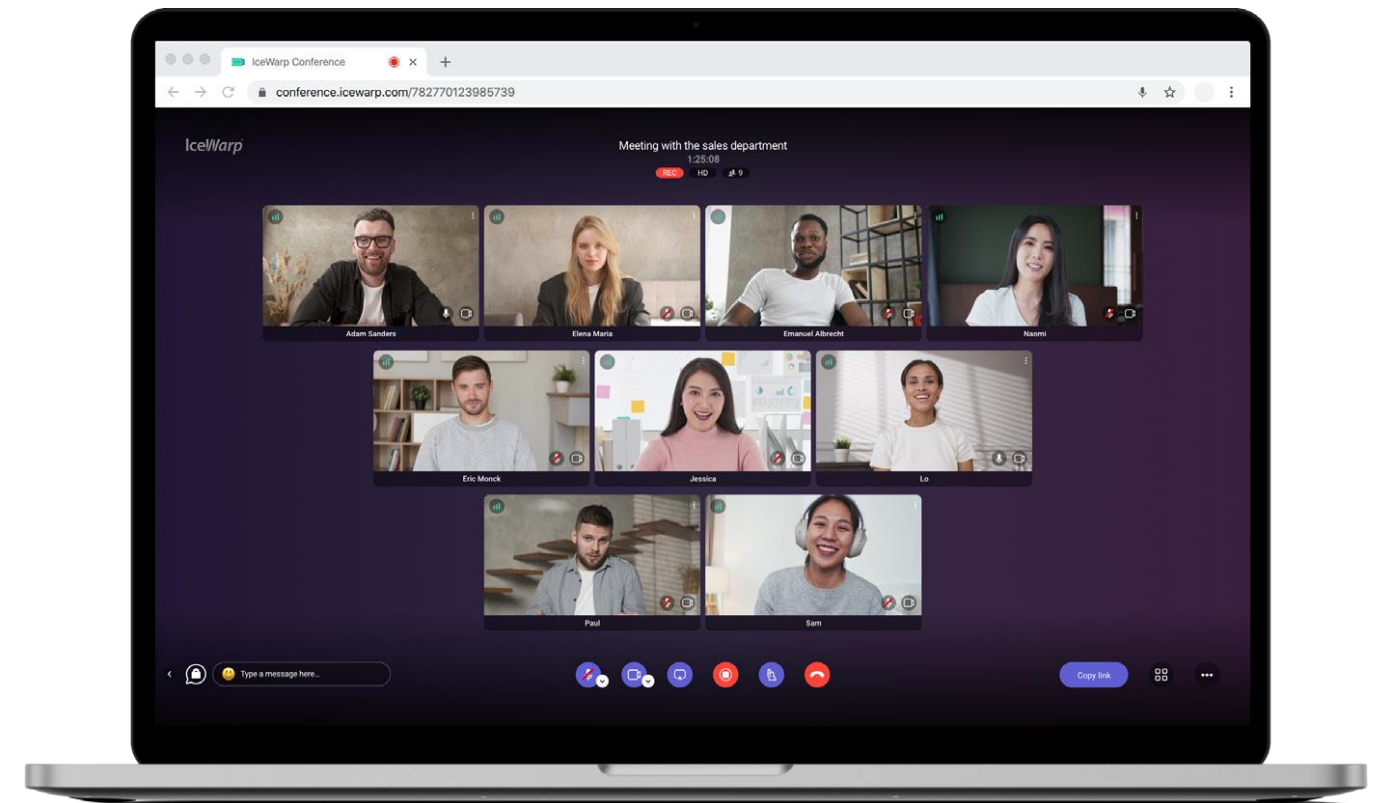 IceWarp Conference
conference.icewarp.com/782770123985739
IceWarp
Meeting with the sales department
1:25:08
REC HD 9
Adam Sanders Elena Maria Emanuel Albrecht Naomi
Eric Monck Jessica Lo
Paul Sam
Type a message here... Copy link